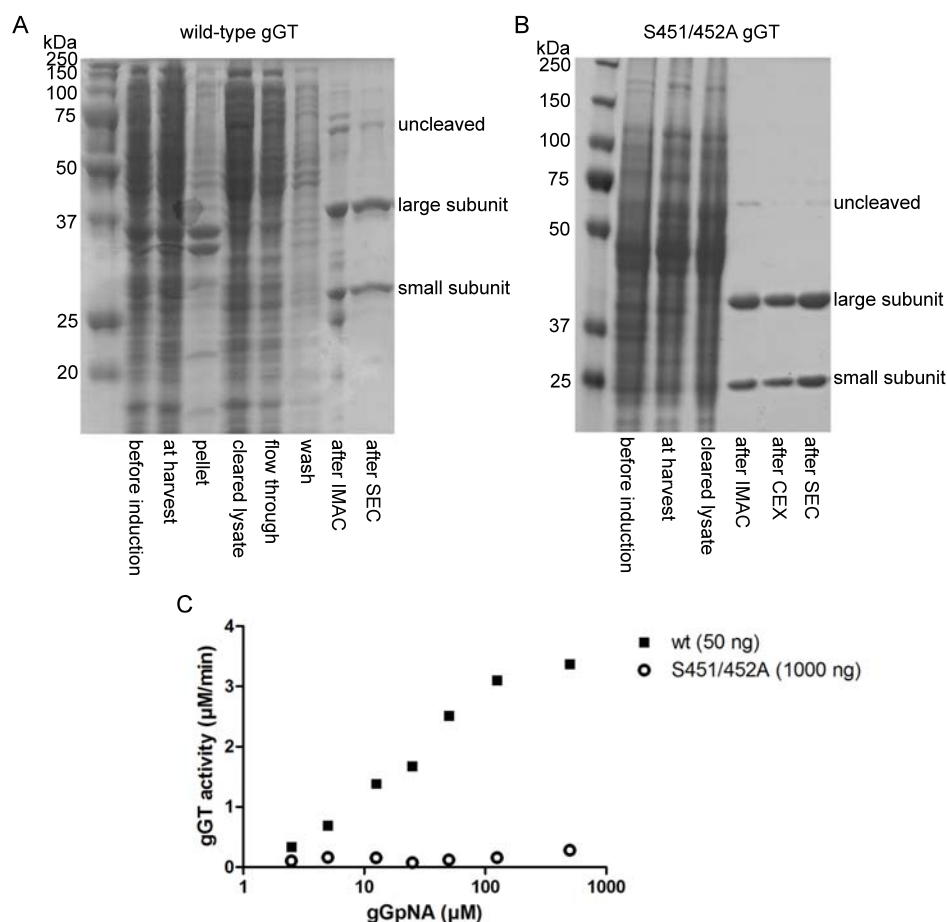 A
wild-type gGT
kDa
250
150
100
75
50
37
25
20
uncleaved
large subunit
small subunit
before induction
at harvest
pellet
cleared lysate
flow through
wash
after IMAC
after SEC
B
S451/452A gGT
kDa
250
150
100
75
50
37
25
uncleaved
large subunit
small subunit
before induction
at harvest
cleared lysate
after IMAC
after CEX
after SEC
C
gGT activity (µM/min)
4
3
2
1
0
1
10
100
1000
gGpNA (µM)
wt (50 ng)
S451/452A (1000 ng)